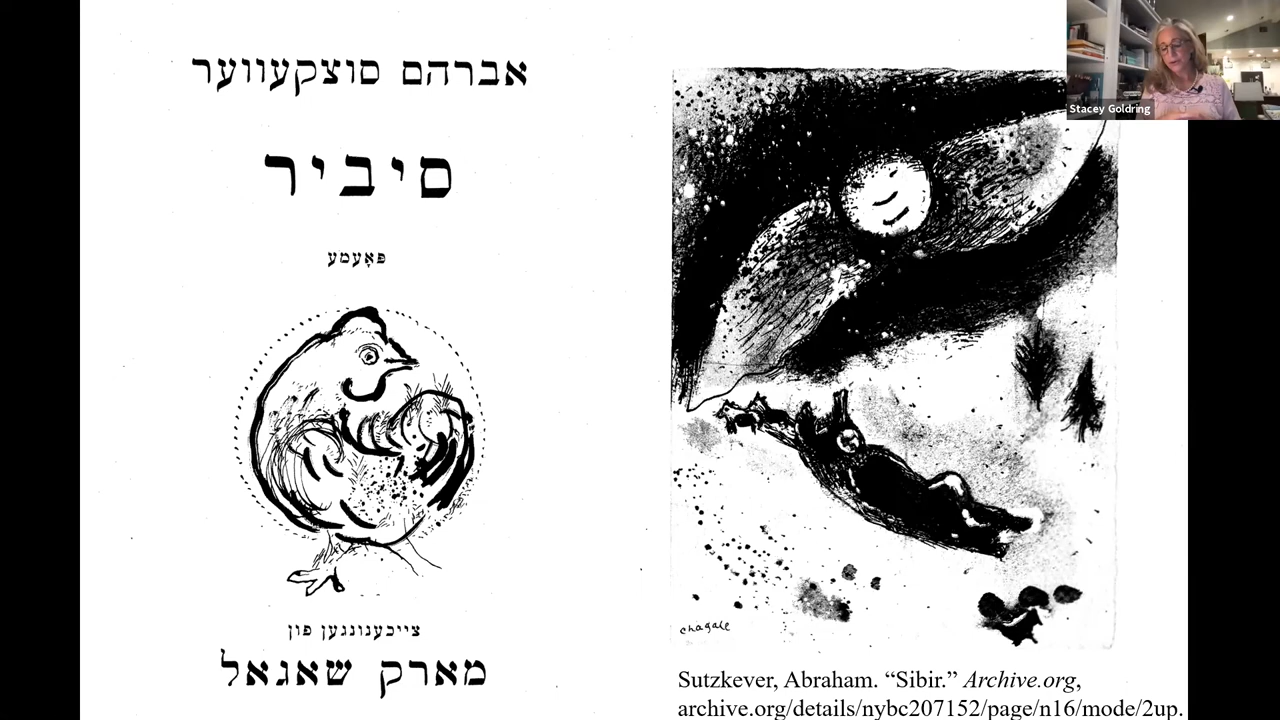 אברהם סוצקעווער
סיביר
פּאָעמע
צייכענונגען פון
מארק שאגאל
chagall
Stacey Goldring
Sutzkever, Abraham. “Sibir.” Archive.org,
archive.org/details/nybc207152/page/n16/mode/2up.